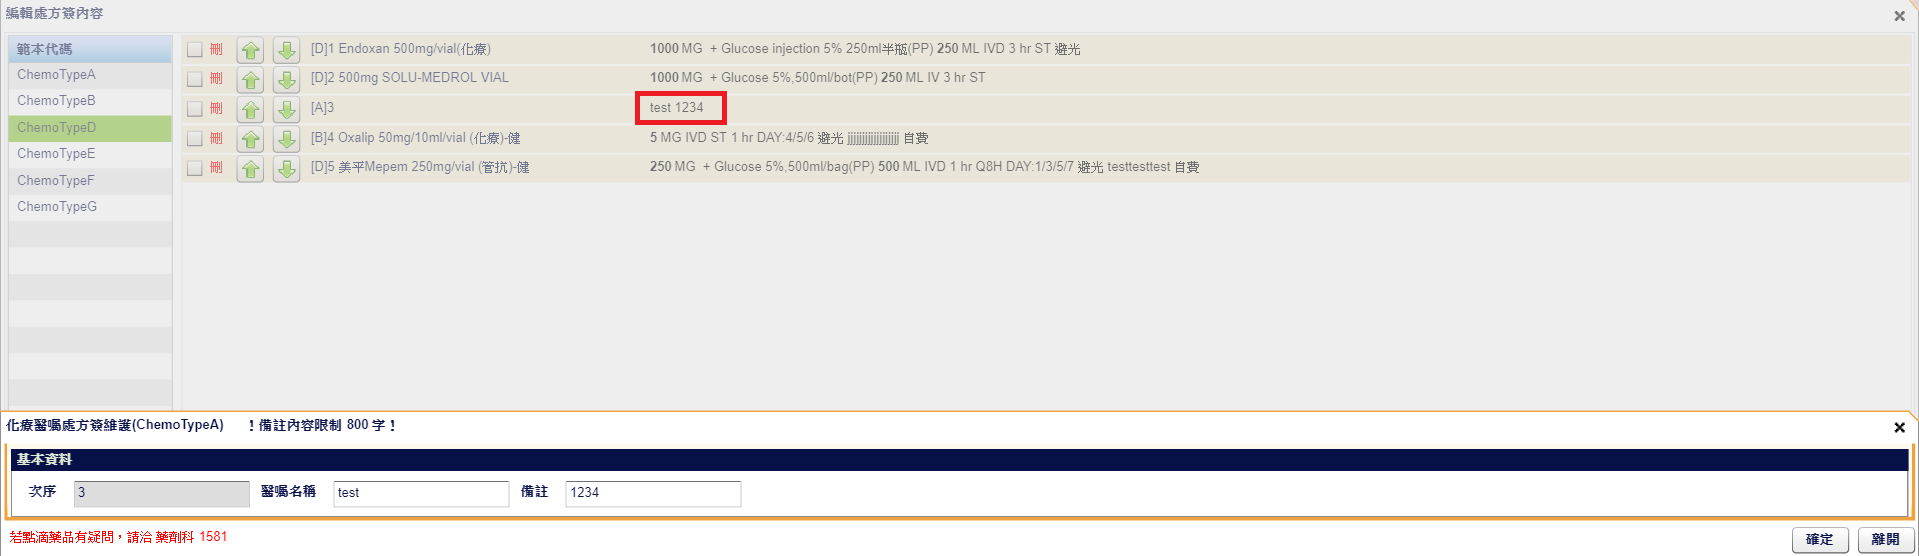 編輯處方簽內容
範本代碼
ChemoTypeA
ChemoTypeB
ChemoTypeD
ChemoTypeE
ChemoTypeF
ChemoTypeG
刪 [D]1 Endoxan 500mg/vial(化療) 1000 MG + Glucose injection 5% 250ml半瓶(PP) 250 ML IVD 3 hr ST 避光
刪 [D]2 500mg SOLU-MEDROL VIAL 1000 MG + Glucose 5%,500ml/bot(PP) 250 ML IV 3 hr ST
刪 [A]3 test 1234
刪 [B]4 Oxalip 50mg/10ml/vial (化療)-健 5 MG IVD ST 1 hr DAY:4/5/6 避光 jjjjjjjjjjjjjjjjjj 自費
刪 [D]5 美平Mepem 250mg/vial (管抗)-健 250 MG + Glucose 5%,500ml/bag(PP) 500 ML IVD 1 hr Q8H DAY:1/3/5/7 避光 testtesttest 自費
化療醫囑處方簽維護(ChemoTypeA) ！備註內容限制 800 字！
基本資料
次序 3 醫囑名稱 test 備註 1234
若點滴藥品有疑問，請洽 藥劑科 1581
確定 離開